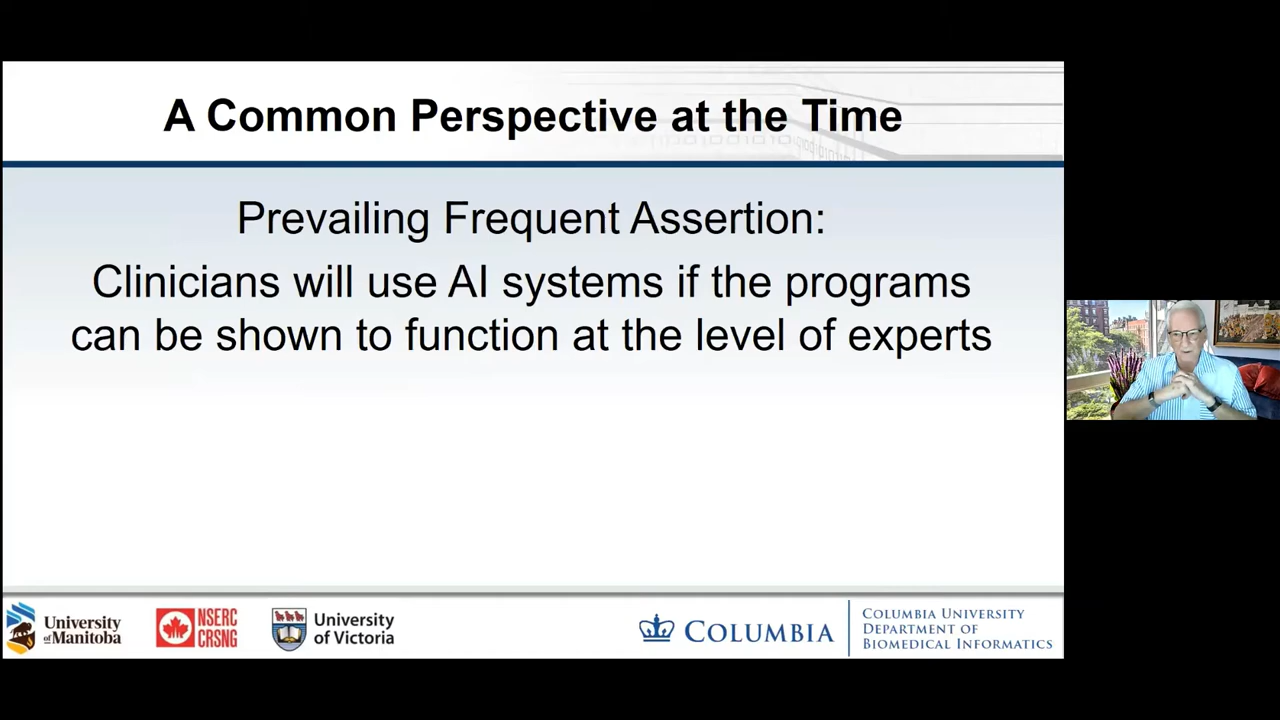 A Common Perspective at the Time
Prevailing Frequent Assertion:
Clinicians will use AI systems if the programs
can be shown to function at the level of experts
University
of Manitoba
NSERC
CRSNG
University
of Victoria
COLUMBIA
COLUMBIA UNIVERSITY
DEPARTMENT OF
BIOMEDICAL INFORMATICS